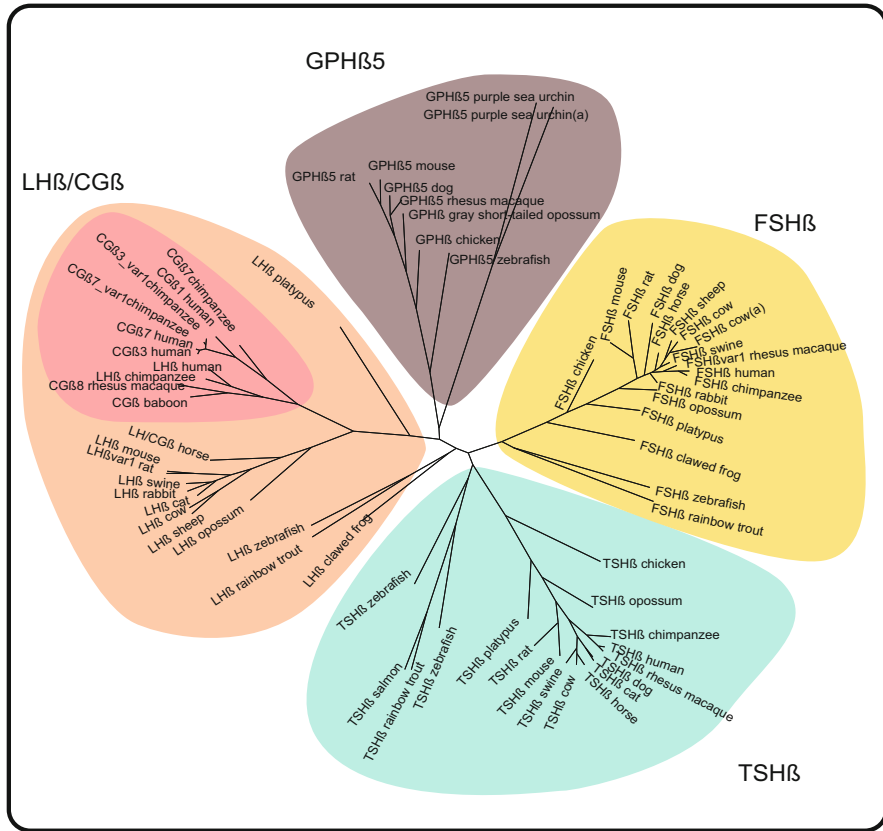 GPHß5
GPHß5 purple sea urchin
GPHß5 purple sea urchin(a)
GPHß5 mouse
GPHß5 rat
GPHß5 dog
GPHß5 rhesus macaque
GPHß gray short-tailed opossum
GPHß chicken
GPHß5 zebrafish
LHß/CGß
CGß7chimpanzee
CGß1 human
CGß3_var1chimpanzee
CGß7_var1chimpanzee
CGß7 human
CGß3 human
LHß human
LHß chimpanzee
CGß8 rhesus macaque
CGß baboon
LHß platypus
LH/CGß horse
LHß mouse
LHßvar1 rat
LHß swine
LHß rabbit
LHß cat
LHß cow
LHß sheep
LHß opossum
LHß zebrafish
LHß rainbow trout
LHß clawed frog
FSHß
FSHß chicken
FSHß mouse
FSHß rat
FSHß dog
FSHß horse
FSHß sheep
FSHß cow
FSHß cow(a)
FSHß swine
FSHßvar1 rhesus macaque
FSHß human
FSHß chimpanzee
FSHß rabbit
FSHß opossum
FSHß platypus
FSHß clawed frog
FSHß zebrafish
FSHß rainbow trout
TSHß chicken
TSHß opossum
TSHß chimpanzee
TSHß human
TSHß rhesus macaque
TSHß dog
TSHß cat
TSHß horse
TSHß cow
TSHß swine
TSHß mouse
TSHß rat
TSHß platypus
TSHß zebrafish
TSHß rainbow trout
TSHß salmon
TSHß zebrafish
TSHß